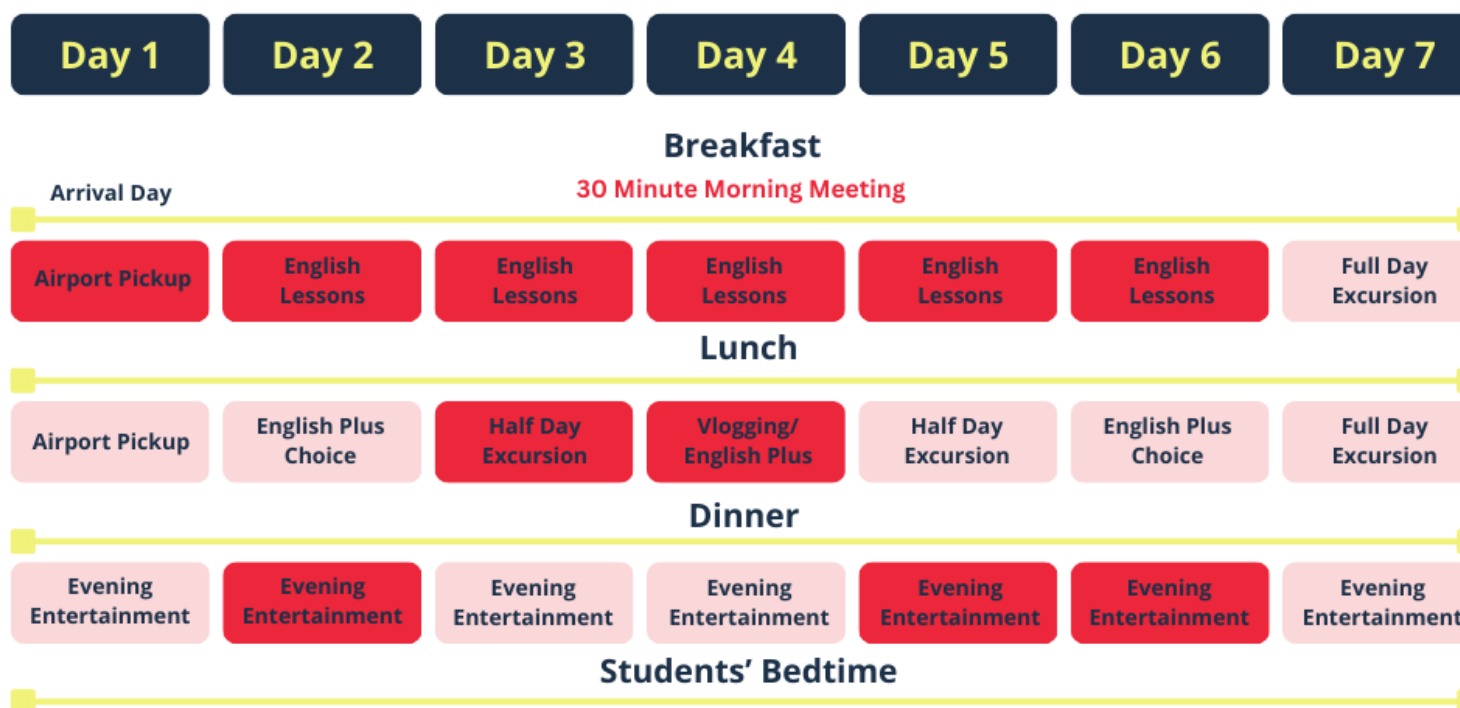 Day 1 Day 2 Day 3 Day 4 Day 5 Day 6 Day 7
Breakfast
Arrival Day
30 Minute Morning Meeting
Airport Pickup
English
Lessons
English
Lessons
English
Lessons
English
Lessons
English
Lessons
Full Day
Excursion
Lunch
Airport Pickup
English Plus
Choice
Half Day
Excursion
Vlogging/
English Plus
Half Day
Excursion
English Plus
Choice
Full Day
Excursion
Dinner
Evening
Entertainment
Evening
Entertainment
Evening
Entertainment
Evening
Entertainment
Evening
Entertainment
Evening
Entertainment
Evening
Entertainment
Students’ Bedtime